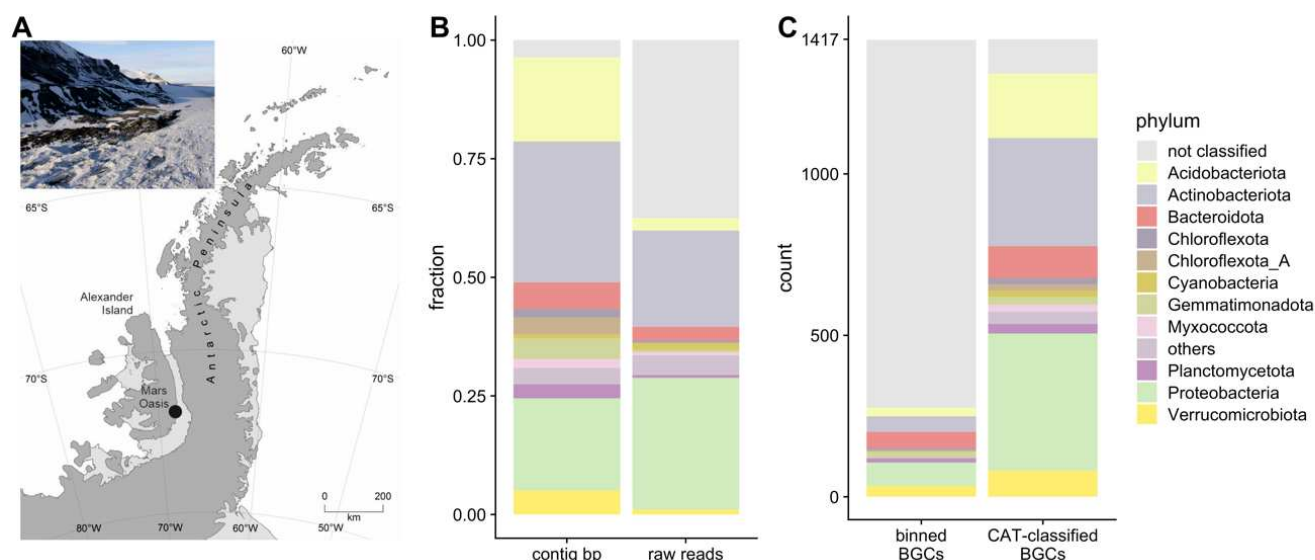 A
60°W
65°S
65°S
Antarctic Peninsula
Alexander
Island
70°S
70°S
Mars
Oasis
0 200
km
80°W 70°W 60°W 50°W
B
1.00
0.75
0.50
0.25
0.00
fraction
contig bp raw reads
C
1417
1000
500
0
count
binned
BGCs
CAT-classified
BGCs
phylum
not classified
Acidobacteriota
Actinobacteriota
Bacteroidota
Chloroflexota
Chloroflexota_A
Cyanobacteria
Gemmatimonadota
Myxococcota
others
Planctomycetota
Proteobacteria
Verrucomicrobiota